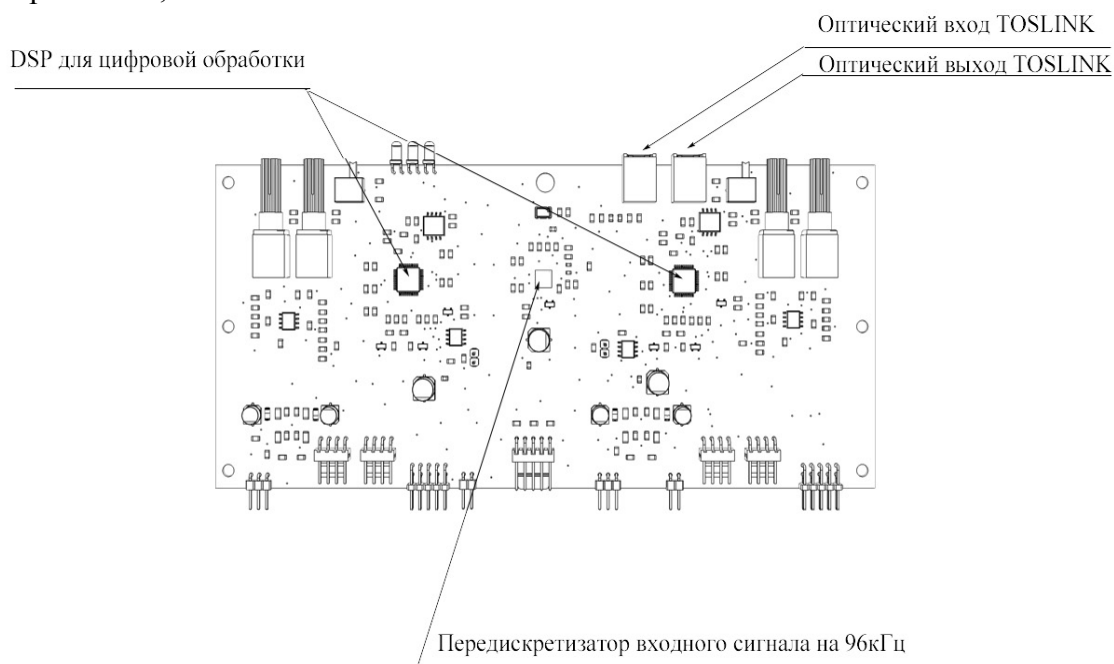 Оптический вход TOSLINK
DSP для цифровой обработки
Оптический выход TOSLINK
Передискретизатор входного сигнала на 96кГц